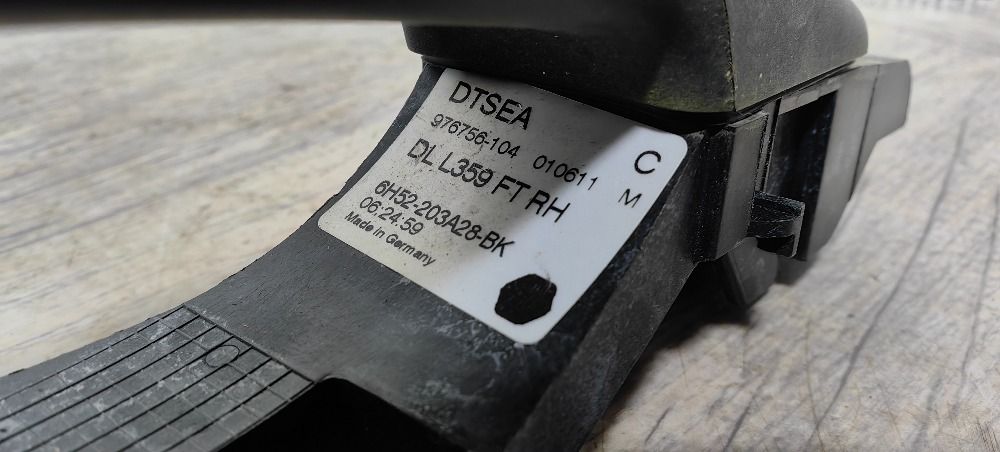 DTSEA
976756-104 010611
C
DL L359 FT RH
M
6H52-203A28-BK
06:24:59
Made in Germany